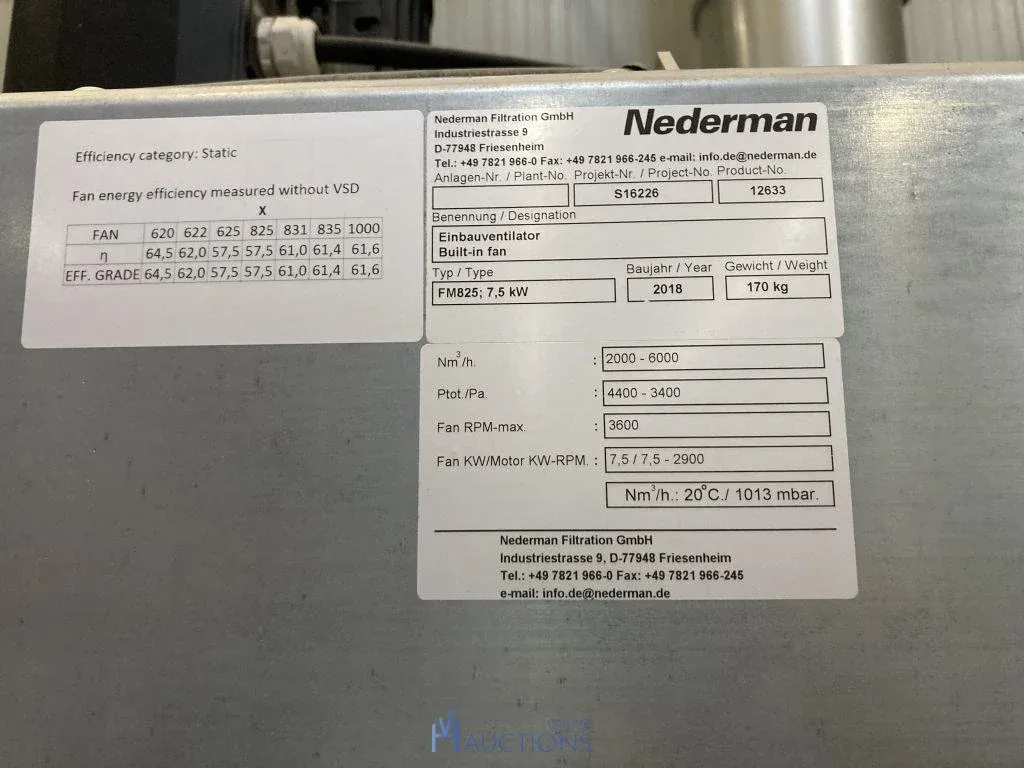 Efficiency category: Static
Fan energy efficiency measured without VSD
X
FAN 620 622 625 825 831 835 1000
η 64,5 62,0 57,5 57,5 61,0 61,4 61,6
EFF. GRADE 64,5 62,0 57,5 57,5 61,0 61,4 61,6
Nederman Filtration GmbH
Nederman
Industriestrasse 9
D-77948 Friesenheim
Tel.: +49 7821 966-0 Fax: +49 7821 966-245 e-mail: info.de@nederman.de
Anlagen-Nr. / Plant-No. Projekt-Nr. / Project-No. Product-No.
S16226 12633
Benennung / Designation
Einbauventilator
Built-in fan
Typ / Type Baujahr / Year Gewicht / Weight
FM825; 7,5 kW 2018 170 kg
Nm³/h. : 2000 - 6000
Ptot./Pa. : 4400 - 3400
Fan RPM-max. : 3600
Fan KW/Motor KW-RPM. : 7,5 / 7,5 - 2900
Nm³/h.: 20°C./ 1013 mbar.
Nederman Filtration GmbH
Industriestrasse 9, D-77948 Friesenheim
Tel.: +49 7821 966-0 Fax: +49 7821 966-245
e-mail: info.de@nederman.de
AUCTIONS